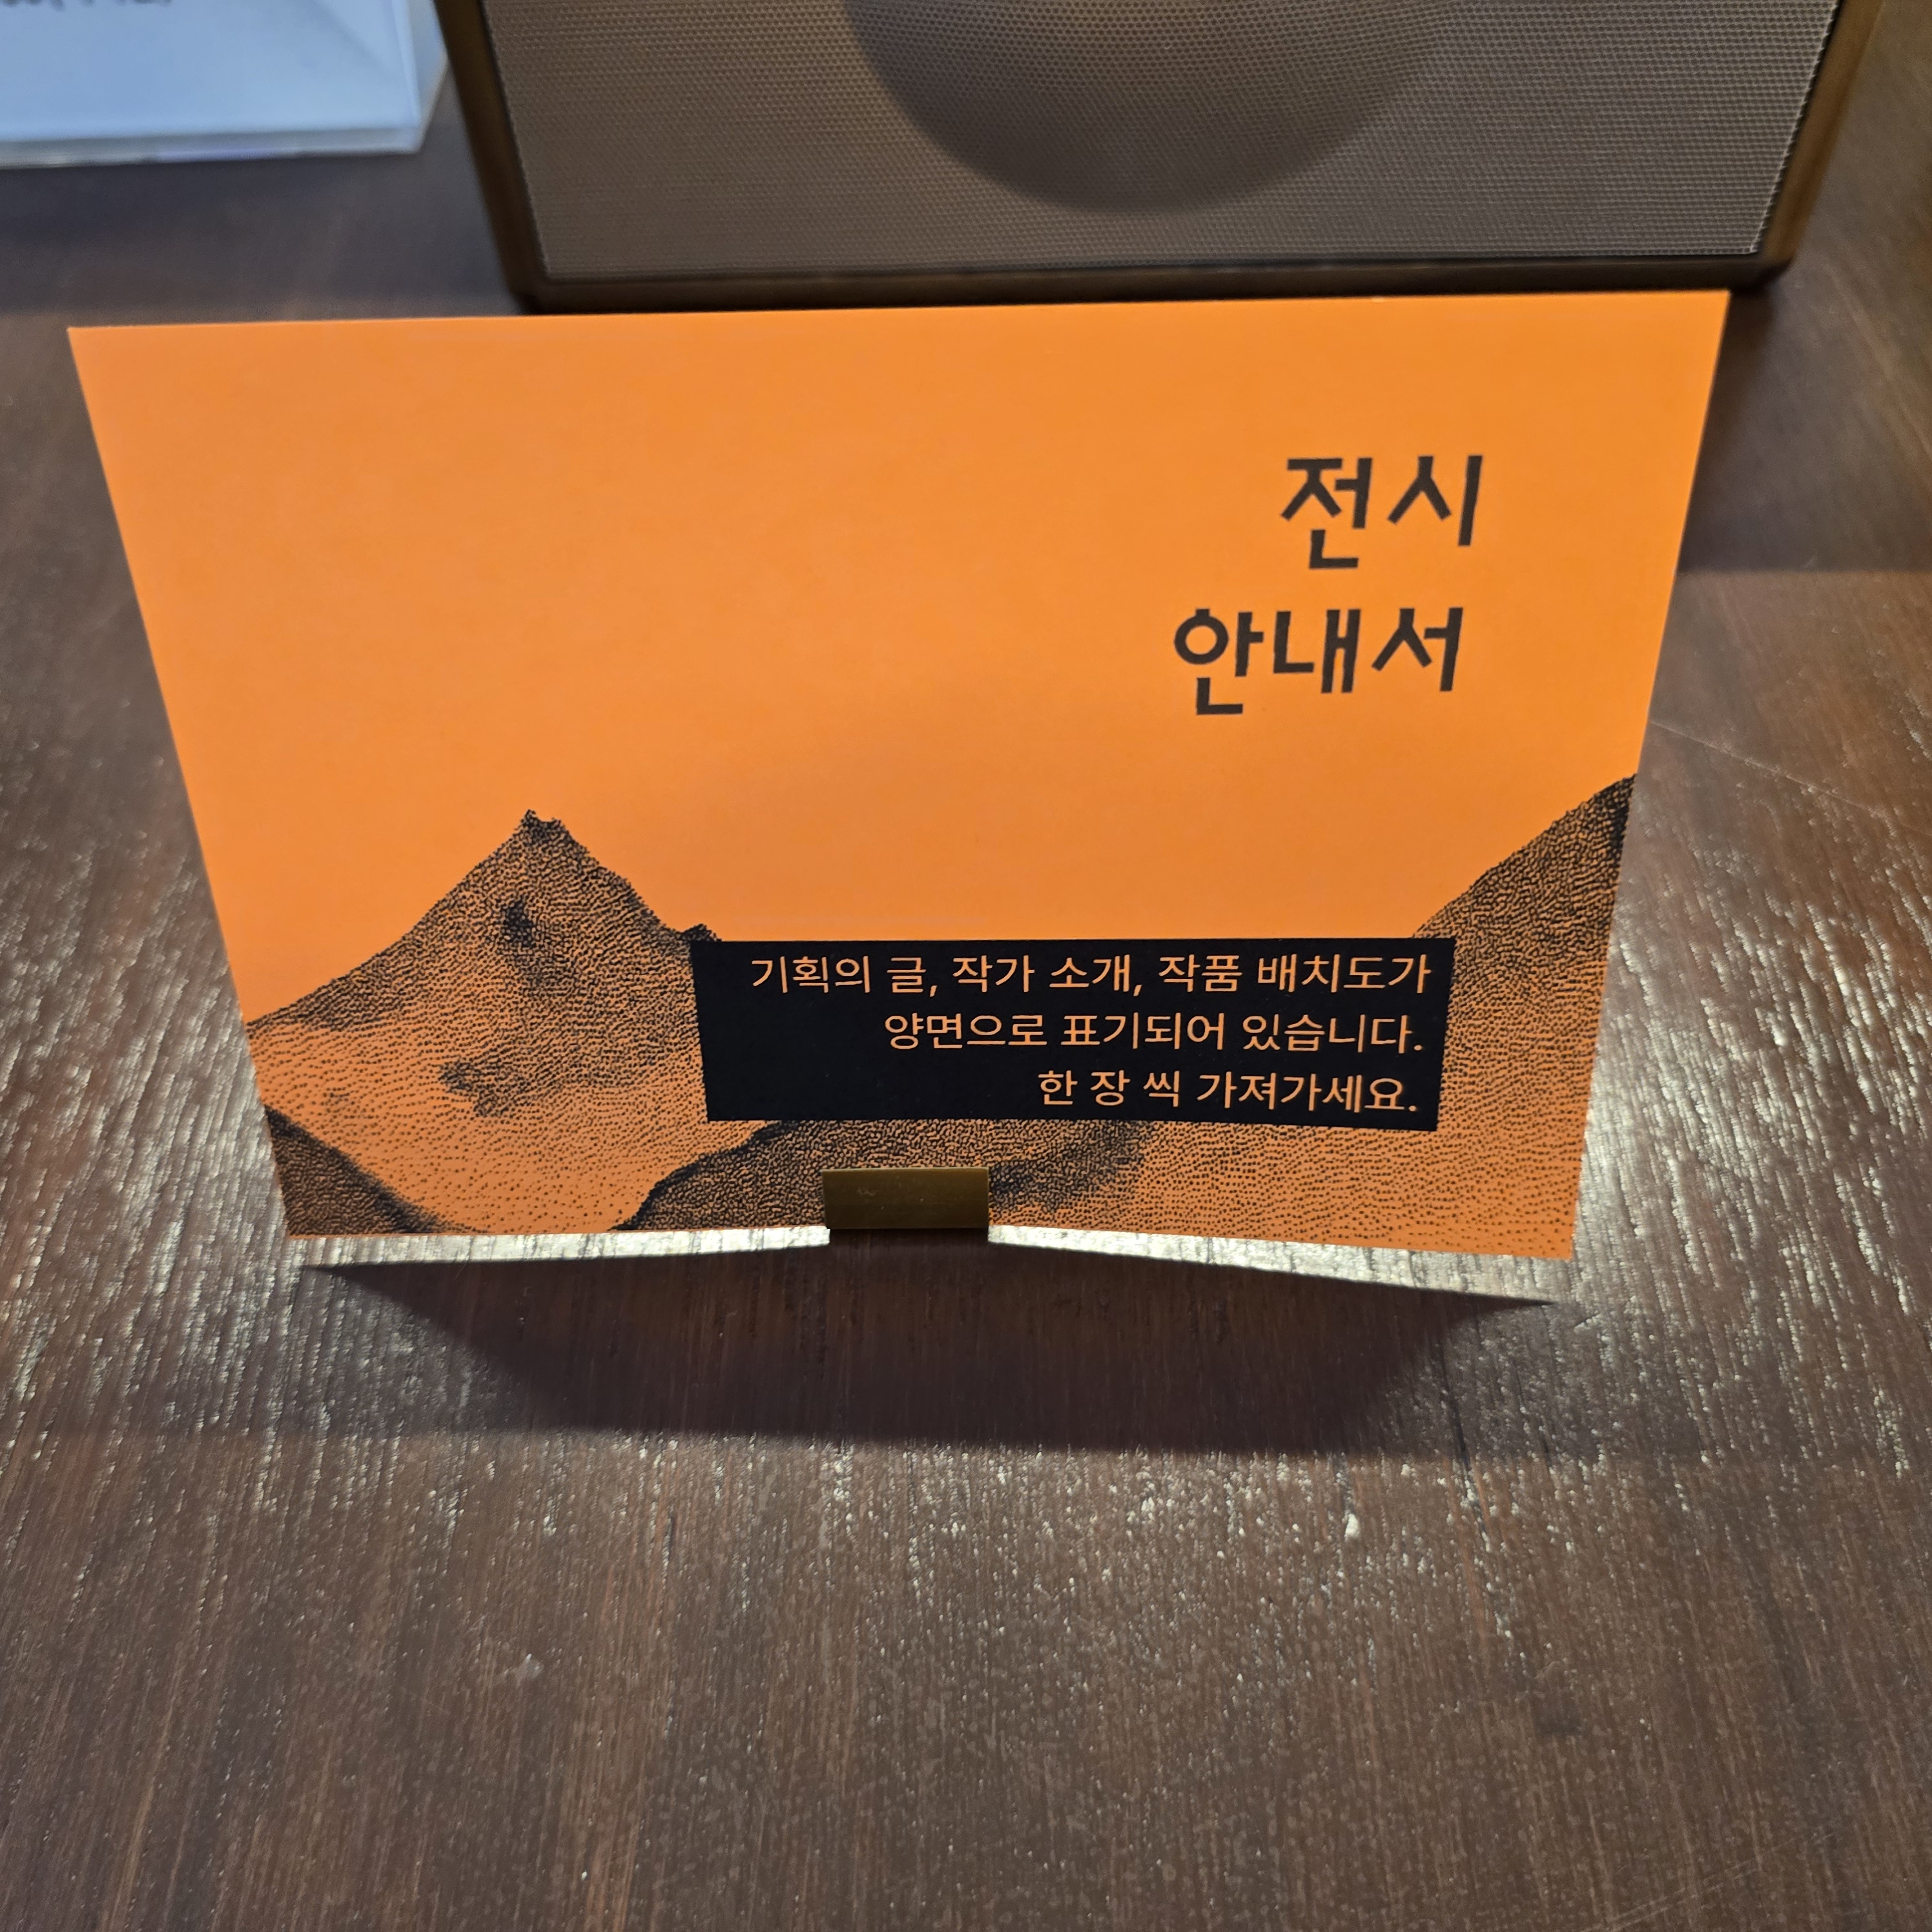 전시
안내서
기획의 글, 작가 소개, 작품 배치도가
양면으로 표기되어 있습니다.
한 장 씩 가져가세요.